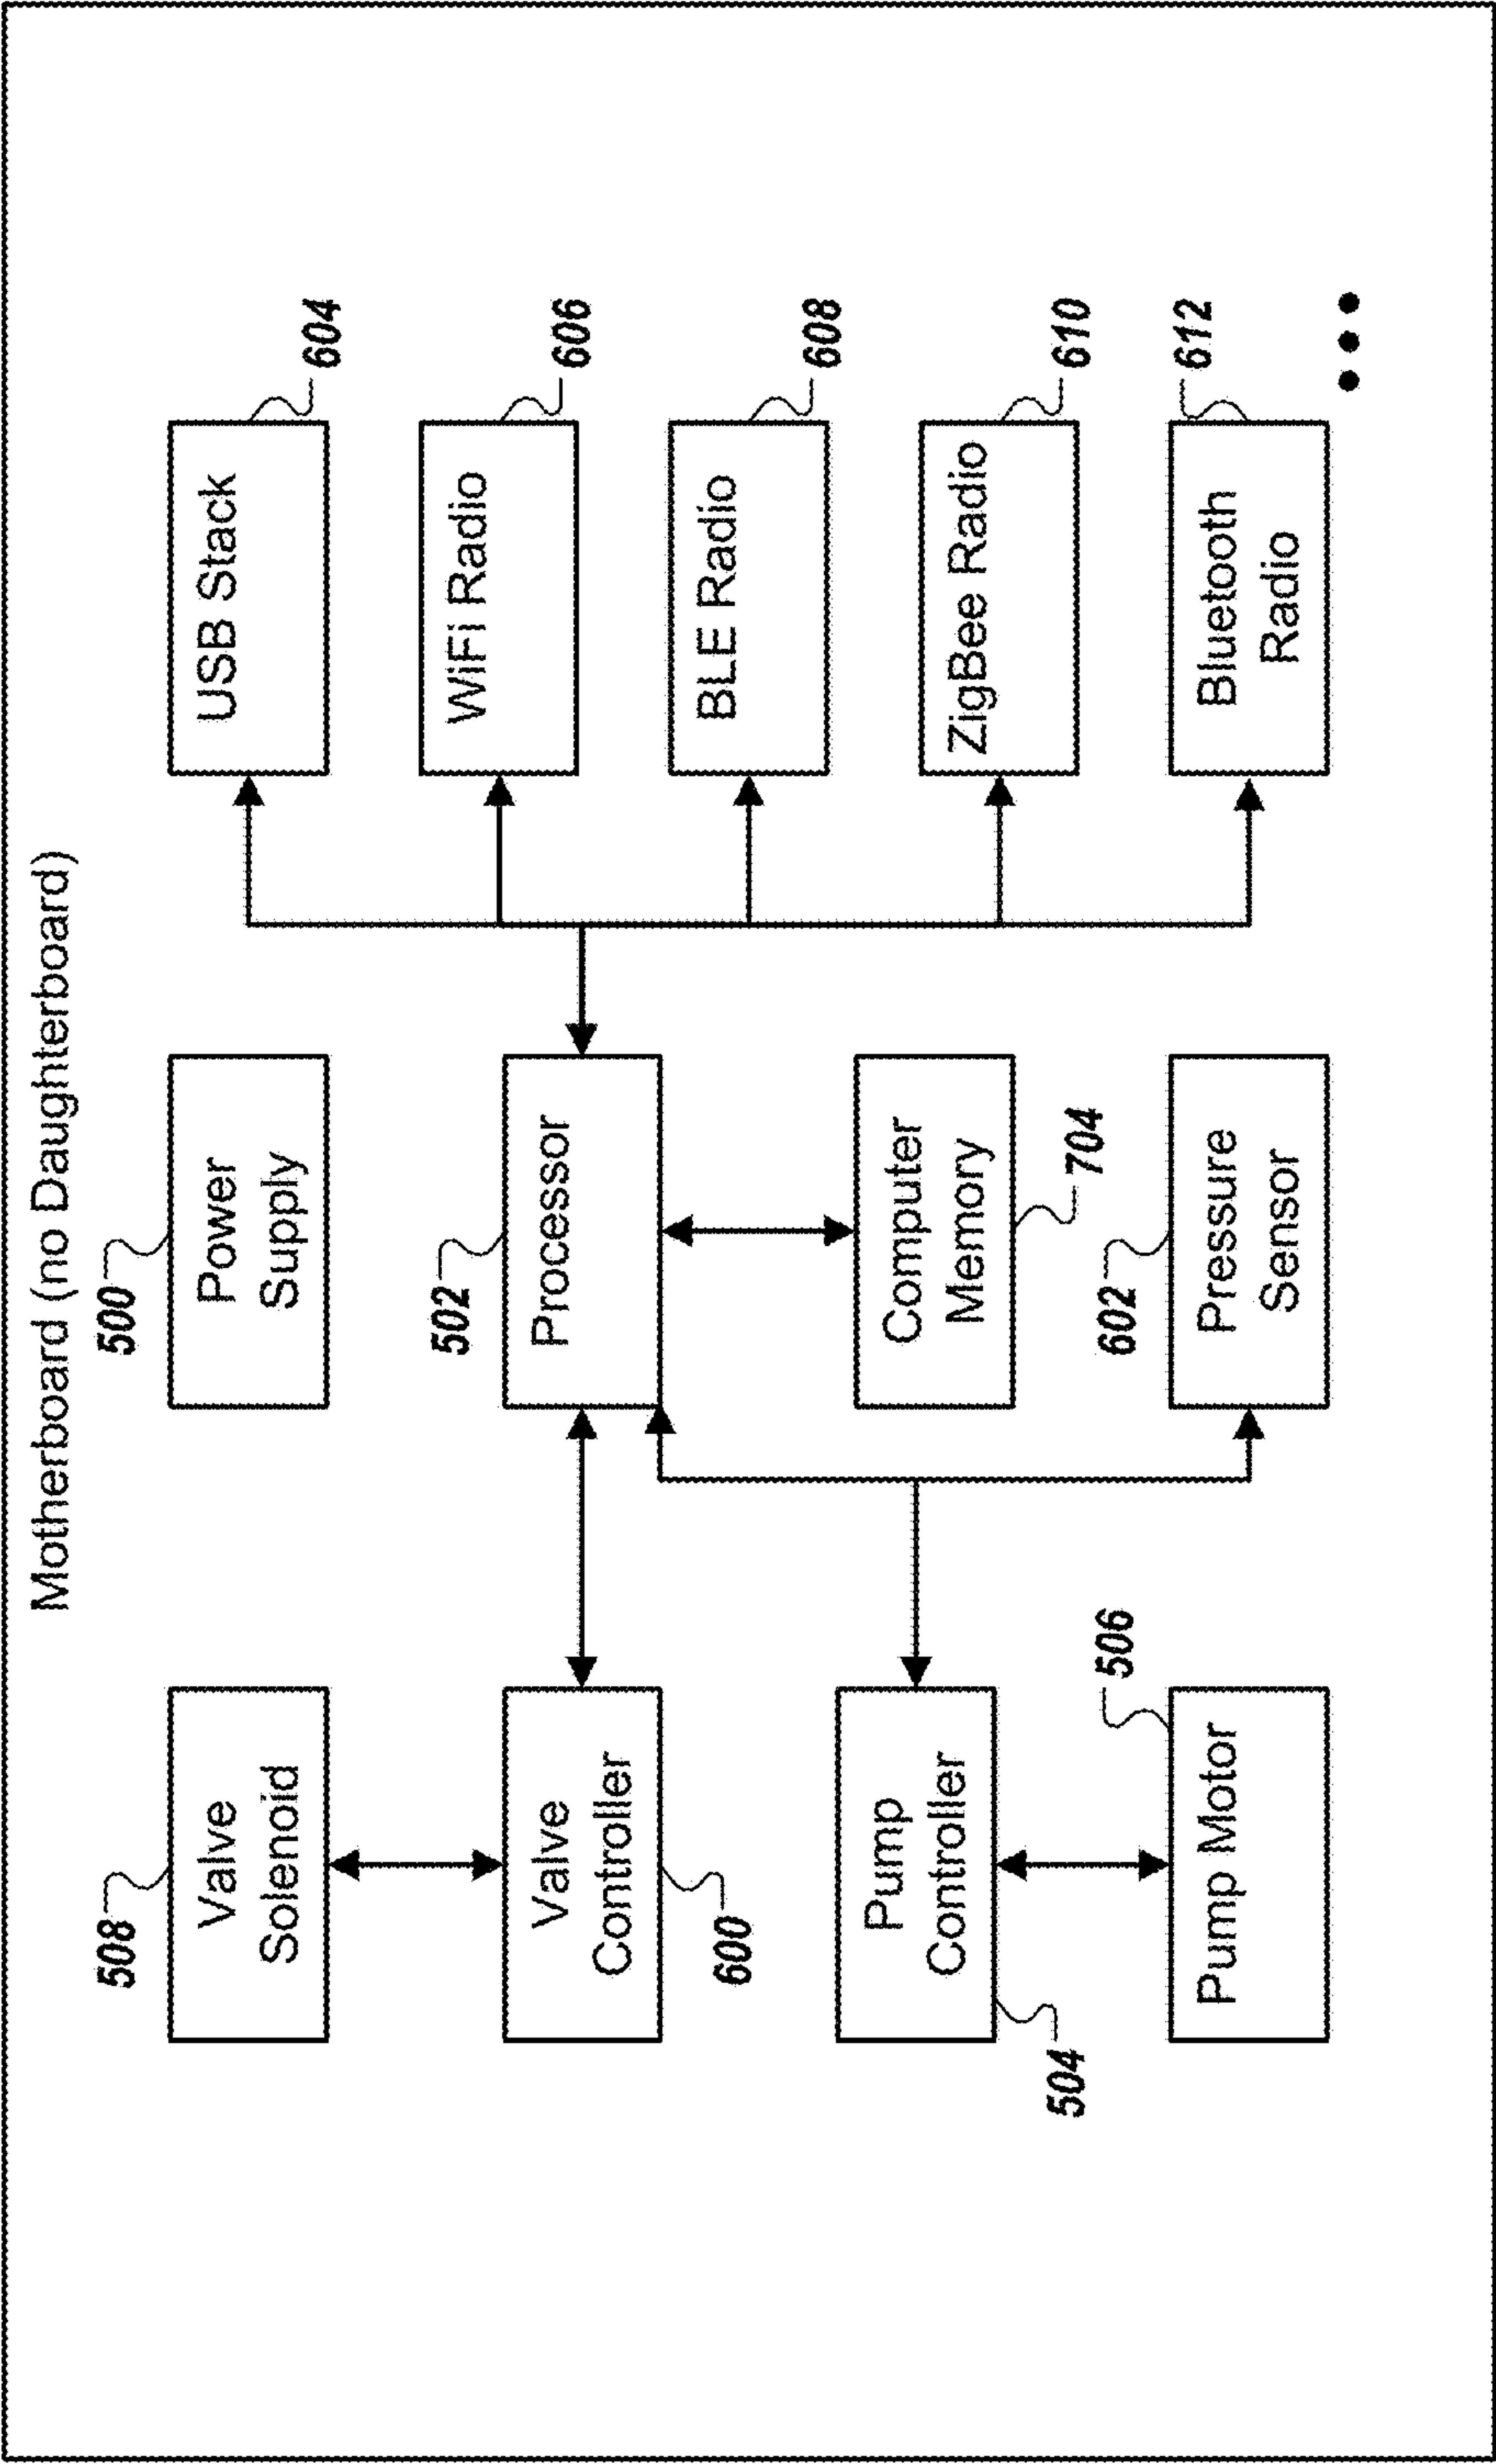 Motherboard (no Daughterboard)
508
Valve
Solenoid
500
Power
Supply
USB Stack
604
Valve
Controller
600
502
Processor
WiFi Radio
606
BLE Radio
608
Pump
Controller
504
Computer
Memory
704
ZigBee Radio
610
506
Pump Motor
602
Pressure
Sensor
612
Bluetooth
Radio